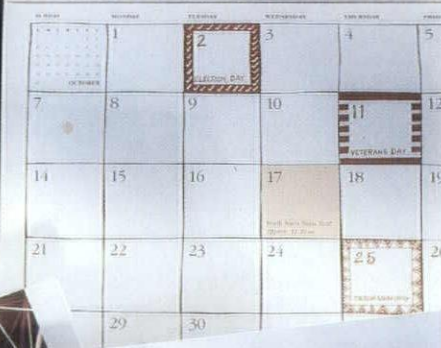 SUNDAY MONDAY TUESDAY WEDNESDAY THURSDAY
OCTOBER
1 2 3 4 5
ELECTION DAY
7 8 9 10 11 12
VETERANS DAY
14 15 16 17 18 19
21 22 23 24 25
29 30